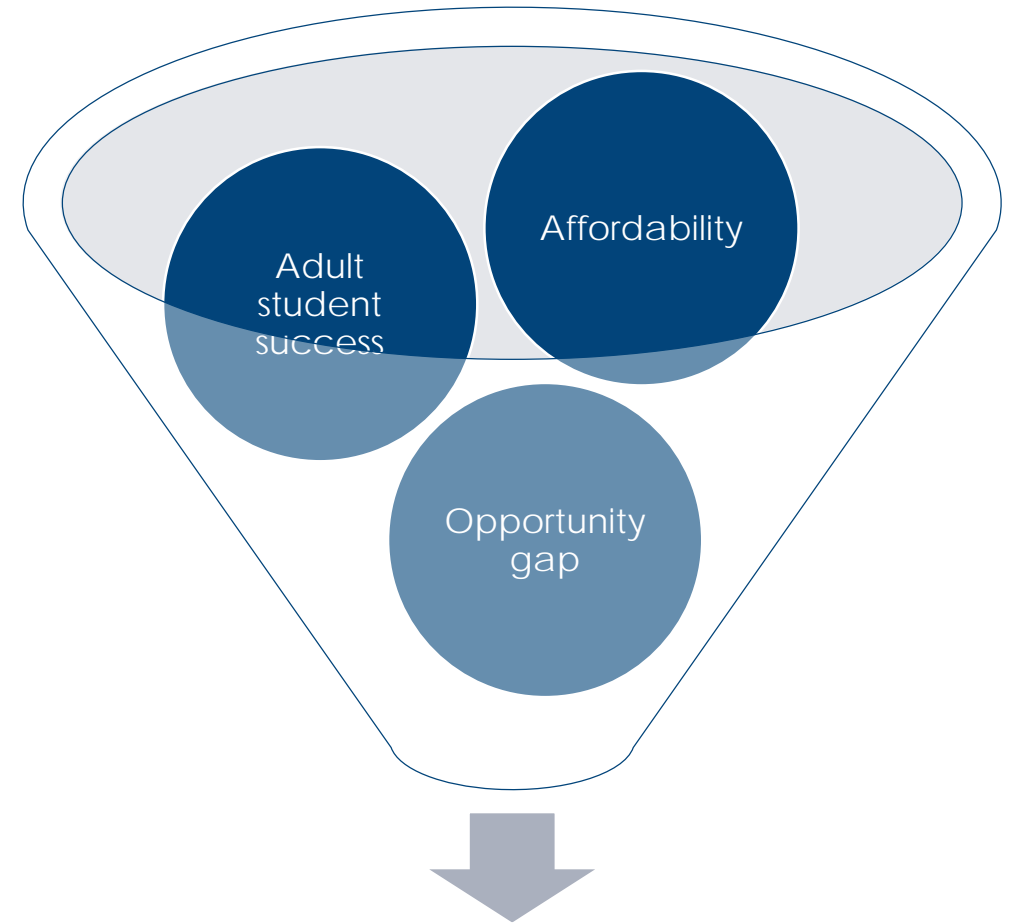 Affordability
Adult
student
success
Opportunity
gap